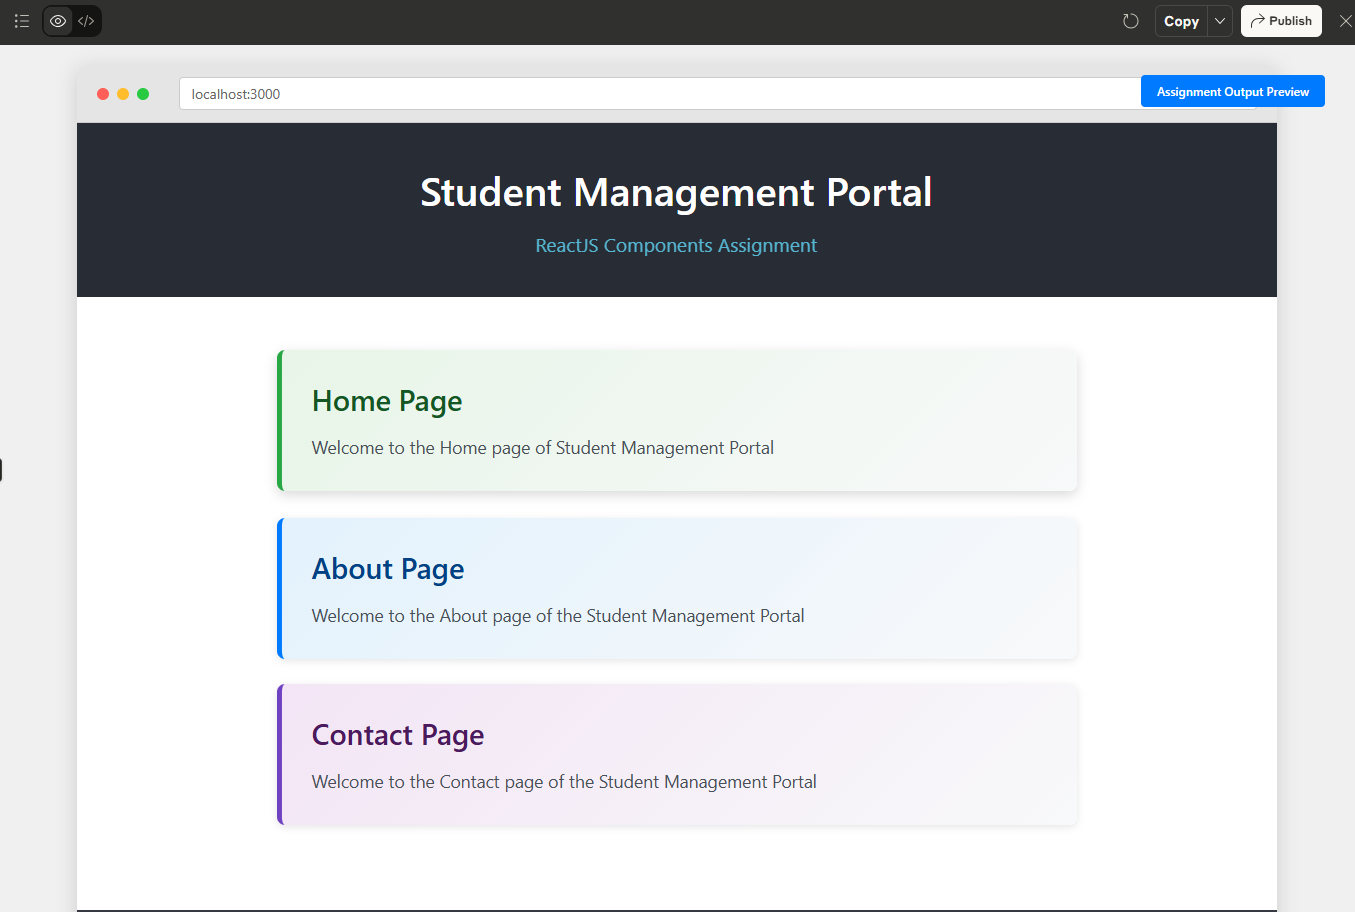 </>
Copy
Publish
localhost:3000
Assignment Output Preview
Student Management Portal
ReactJS Components Assignment
Home Page
Welcome to the Home page of Student Management Portal
About Page
Welcome to the About page of the Student Management Portal
Contact Page
Welcome to the Contact page of the Student Management Portal